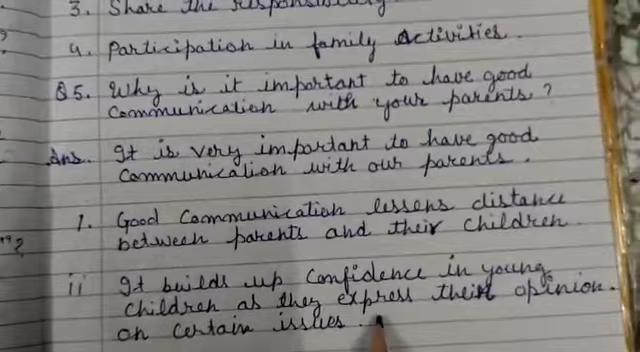 3. Share the responsibility
4. Participation in family activities.
Q5. Why is it important to have good
communication with your parents?
Ans. It is very important to have good
communication with our parents.
1. Good communication lessens distance
between parents and their children
ii It builds up confidence in young
children as they express their opinion.
on certain issues.